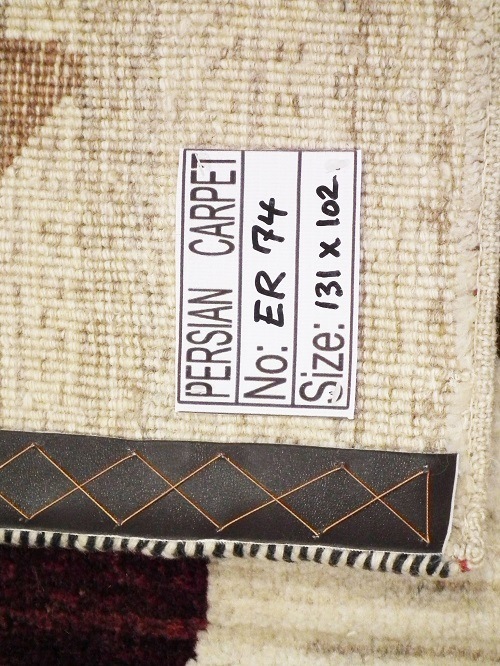 PERSIAN CARPET
No: ER 74
Size: 131 x 102